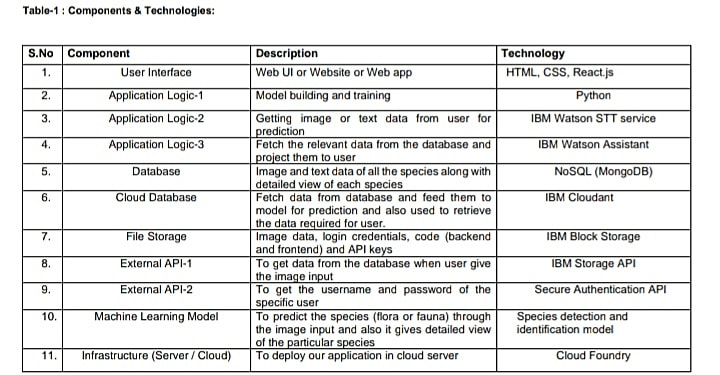 Table-1 : Components & Technologies:
S.No Component Description Technology
1. User Interface Web UI or Website or Web app HTML, CSS, React.js
2. Application Logic-1 Model building and training Python
3. Application Logic-2 Getting image or text data from user for IBM Watson STT service
prediction
4. Application Logic-3 Fetch the relevant data from the database and IBM Watson Assistant
project them to user
5. Database Image and text data of all the species along with NoSQL (MongoDB)
detailed view of each species
6. Cloud Database Fetch data from database and feed them to IBM Cloudant
model for prediction and also used to retrieve
the data required for user.
7. File Storage Image data, login credentials, code (backend IBM Block Storage
and frontend) and API keys
8. External API-1 To get data from the database when user give IBM Storage API
the image input
9. External API-2 To get the username and password of the Secure Authentication API
specific user
10. Machine Learning Model To predict the species (flora or fauna) through Species detection and
the image input and also it gives detailed view identification model
of the particular species
11. Infrastructure (Server / Cloud) To deploy our application in cloud server Cloud Foundry